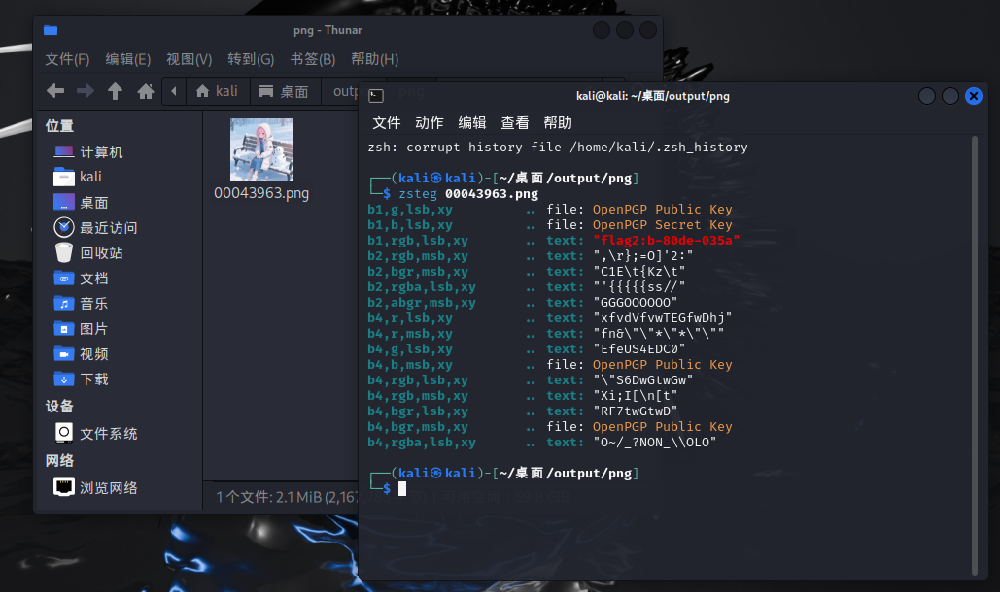 png - Thunar
文件(F) 编辑(E) 视图(V) 转到(G) 书签(B) 帮助(H)
kali 桌面 outp png
位置
计算机
kali
桌面
最近访问
回收站
文档
音乐
图片
视频
下载
设备
文件系统
网络
浏览网络
00043963.png
1 个文件: 2.1 MiB (2,167
kali@kali: ~/桌面/output/png
文件 动作 编辑 查看 帮助
zsh: corrupt history file /home/kali/.zsh_history
┌──(kali㉿kali)-[~/桌面/output/png]
└─$ zsteg 00043963.png
b1,g,lsb,xy .. file: OpenPGP Public Key
b1,b,lsb,xy .. file: OpenPGP Secret Key
b1,rgb,lsb,xy .. text: "flag2:b-80de-035a"
b2,rgb,msb,xy .. text: ",\r};=O]'2:"
b2,bgr,msb,xy .. text: "C1E\t{Kz\t"
b2,rgba,lsb,xy .. text: "'{{{{{ss//"
b2,abgr,msb,xy .. text: "GGGOOOOOO"
b4,r,lsb,xy .. text: "xfvdVfvwTEGfwDhj"
b4,r,msb,xy .. text: "fn&\"\"*\"*\"\""
b4,g,lsb,xy .. text: "EfeUS4EDC0"
b4,b,msb,xy .. file: OpenPGP Public Key
b4,rgb,lsb,xy .. text: "\"S6DwGtwGw"
b4,rgb,msb,xy .. text: "Xi;I[\n[t"
b4,bgr,lsb,xy .. text: "RF7twGtwD"
b4,bgr,msb,xy .. file: OpenPGP Public Key
b4,rgba,lsb,xy .. text: "O~/_?NON_\\OLO"
┌──(kali㉿kali)-[~/桌面/output/png]
└─$